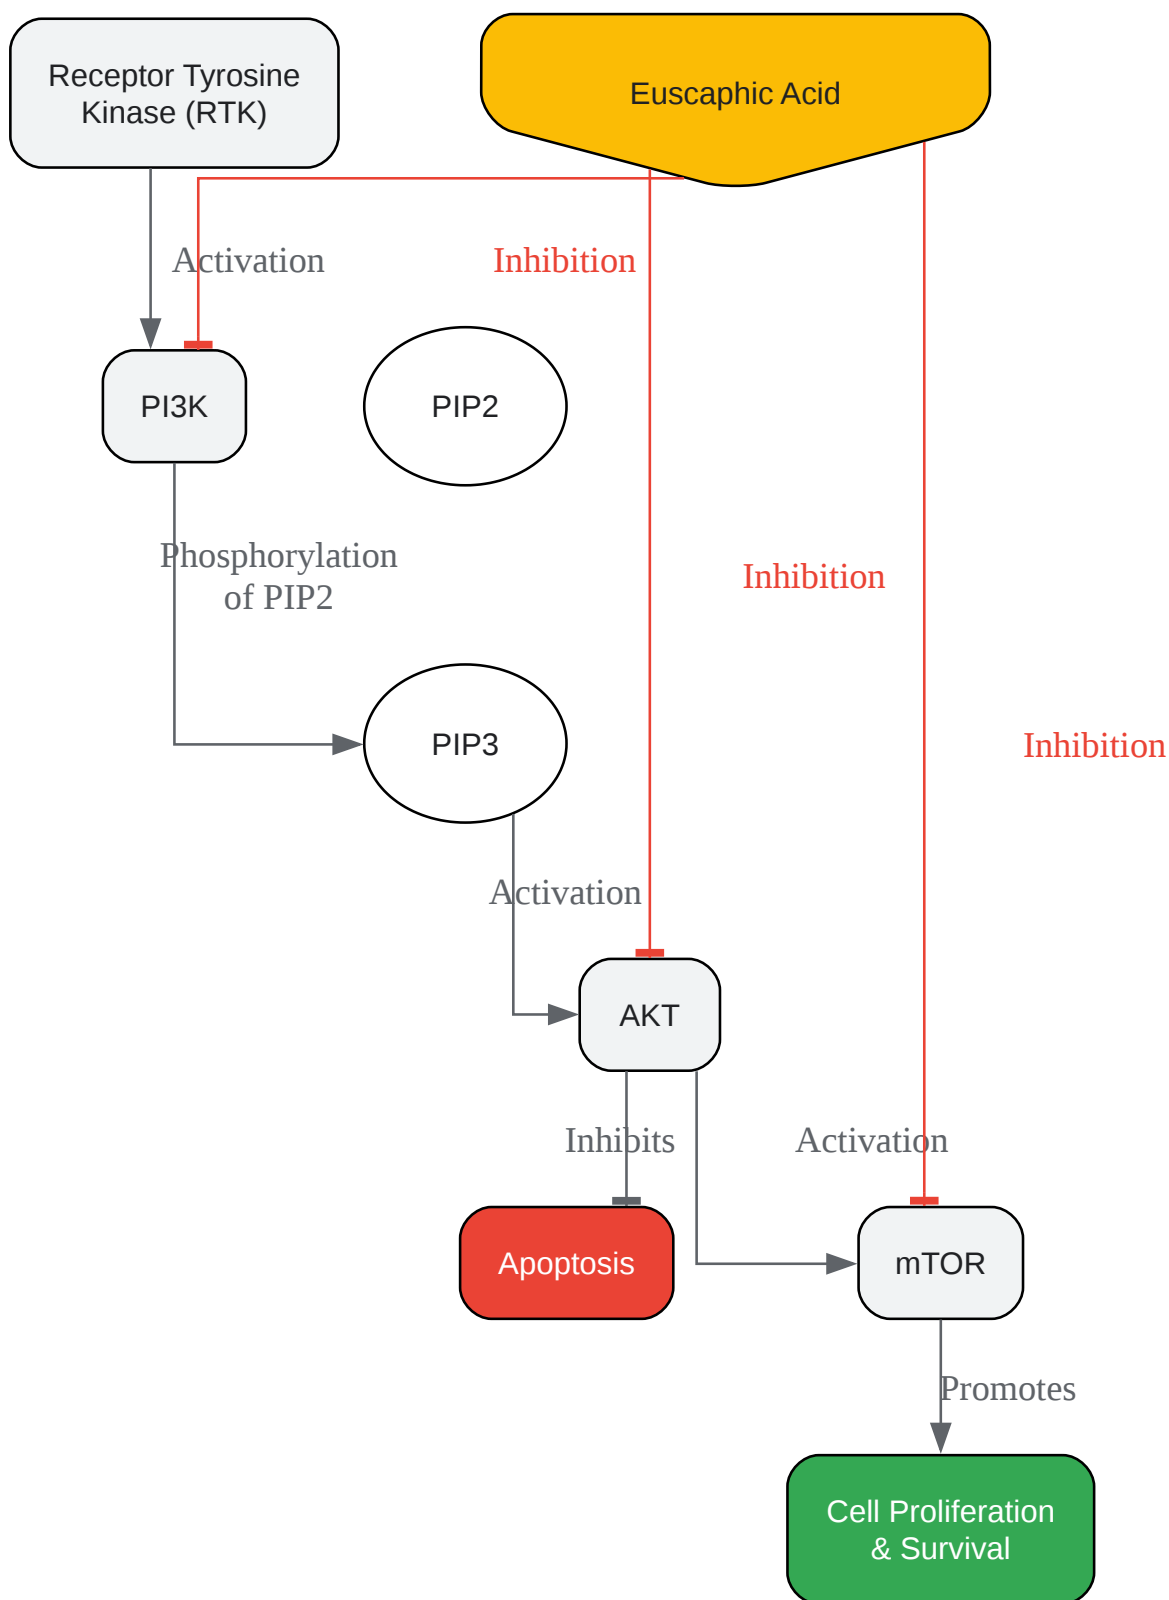 Receptor Tyrosine
Kinase (RTK)
Euscaphic Acid
Activation
Inhibition
PI3K
PIP2
Phosphorylation
of PIP2
Inhibition
PIP3
Inhibition
Activation
AKT
Inhibits
Activation
Apoptosis
mTOR
Promotes
Cell Proliferation
& Survival